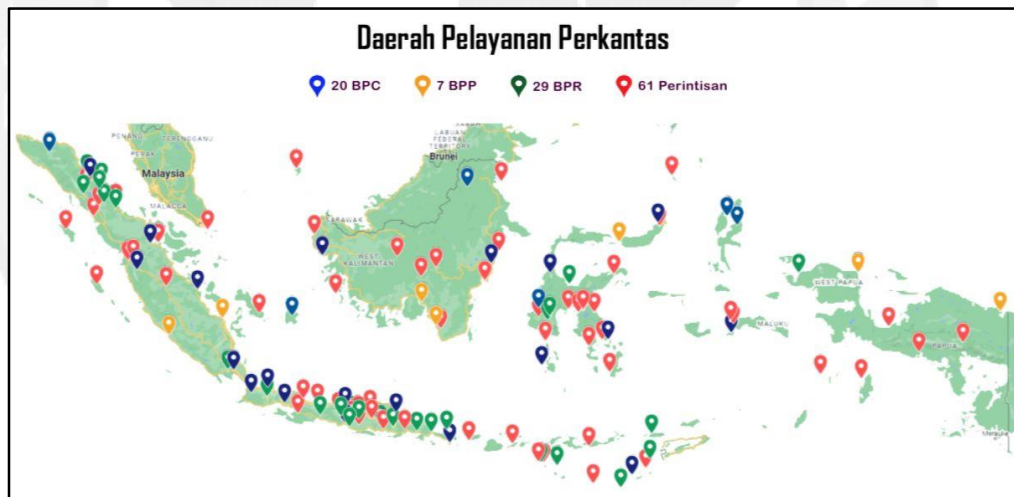 Daerah Pelayanan Perkantas
20 BPC
7 BPP
29 BPR
61 Perintisan
PENANG
TERENGGANU
PERAK
Malaysia
MALACCA
LABUAN
FEDERAL
TERRITORY
Brunei
SARAWAK
WEST
KALIMANTAN
WEST PAPUA
MALUKU
PAPUA